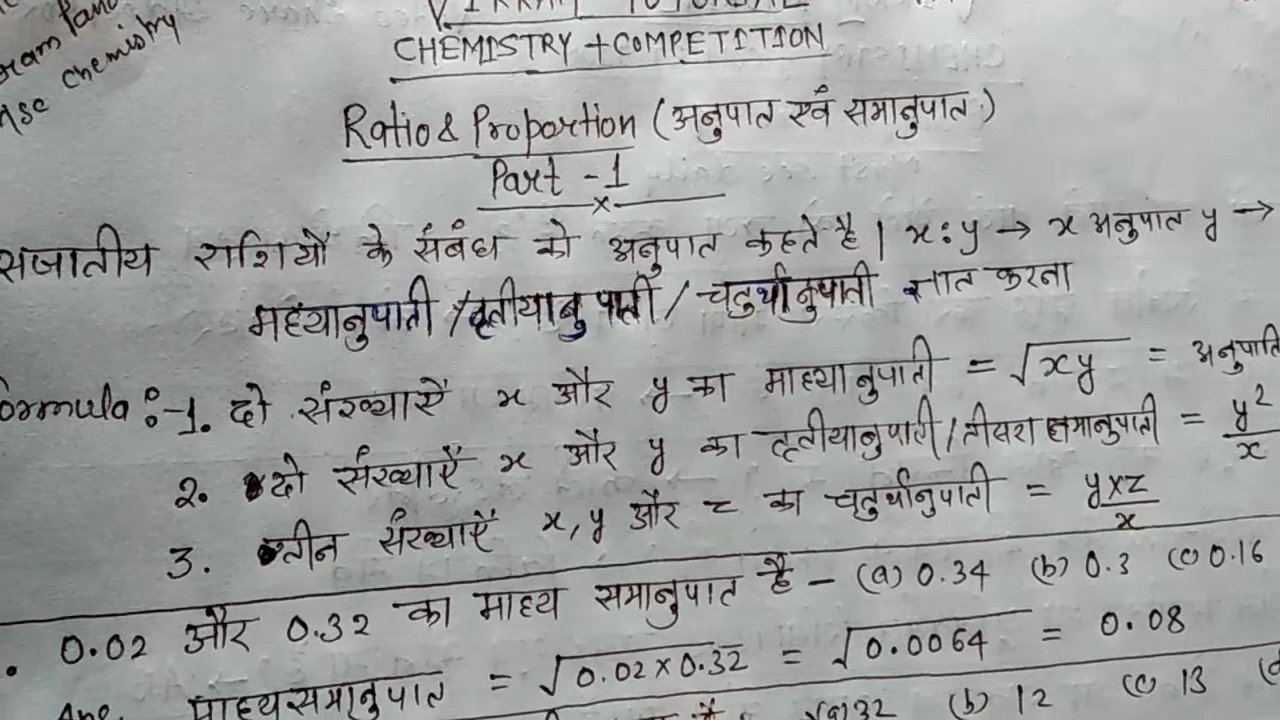 CHEMISTRY + COMPETITION
chemistry
Ratio & Proportion (अनुपात एवं समानुपात)
Part - 1
सजातीय राशियों के संबंध को अनुपात कहते है | x : y → x अनुपात y →
मध्यानुपाती / तृतीयानुपाती / चतुर्थानुपाती ज्ञात करना
Formula :- 1. दो संख्याऐं x और y का माध्यानुपाती = √xy = अनुपाति
2. दो संख्याऐं x और y का तृतीयानुपाती / तीसरा समानुपाती = y²/x
3. तीन संख्याऐं x, y और z का चतुर्थानुपाती = y×z/x
0.02 और 0.32 का माध्य समानुपात है – (a) 0.34 (b) 0.3 (c) 0.16
Ans. माध्यसमानुपात = √0.02×0.32 = √0.0064 = 0.08
(a) 32 (b) 12 (c) 13